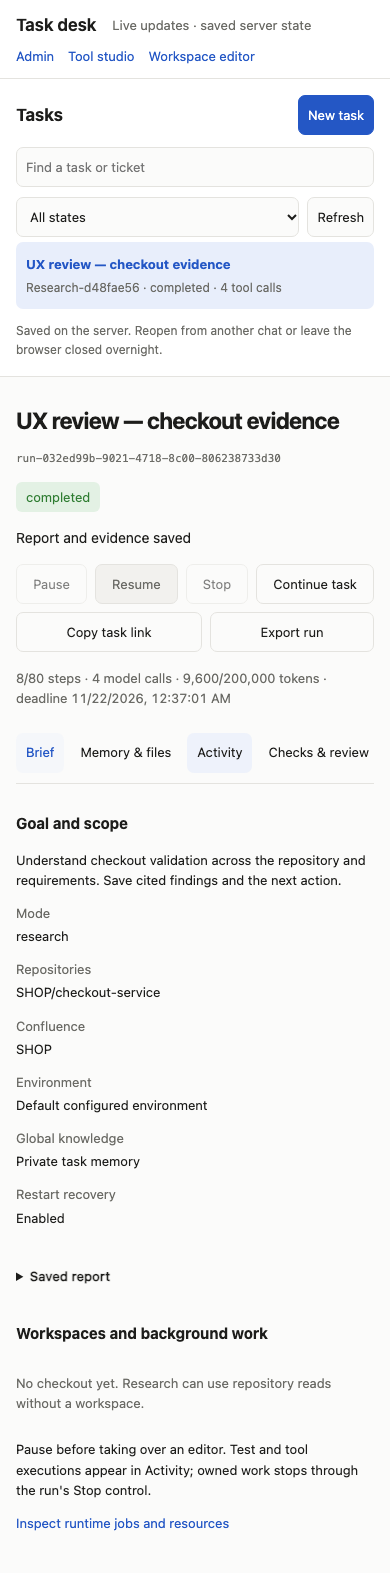 Task desk Live updates · saved server state
Admin Tool studio Workspace editor
Tasks
New task
Find a task or ticket
All states
Refresh
UX review — checkout evidence
Research-d48fae56 · completed · 4 tool calls
Saved on the server. Reopen from another chat or leave the
browser closed overnight.
UX review — checkout evidence
run-032ed99b-9021-4718-8c00-806238733d30
completed
Report and evidence saved
Pause Resume Stop Continue task
Copy task link Export run
8/80 steps · 4 model calls · 9,600/200,000 tokens ·
deadline 11/22/2026, 12:37:01 AM
Brief Memory & files Activity Checks & review
Goal and scope
Understand checkout validation across the repository and
requirements. Save cited findings and the next action.
Mode
research
Repositories
SHOP/checkout-service
Confluence
SHOP
Environment
Default configured environment
Global knowledge
Private task memory
Restart recovery
Enabled
Saved report
Workspaces and background work
No checkout yet. Research can use repository reads
without a workspace.
Pause before taking over an editor. Test and tool
executions appear in Activity; owned work stops through
the run's Stop control.
Inspect runtime jobs and resources